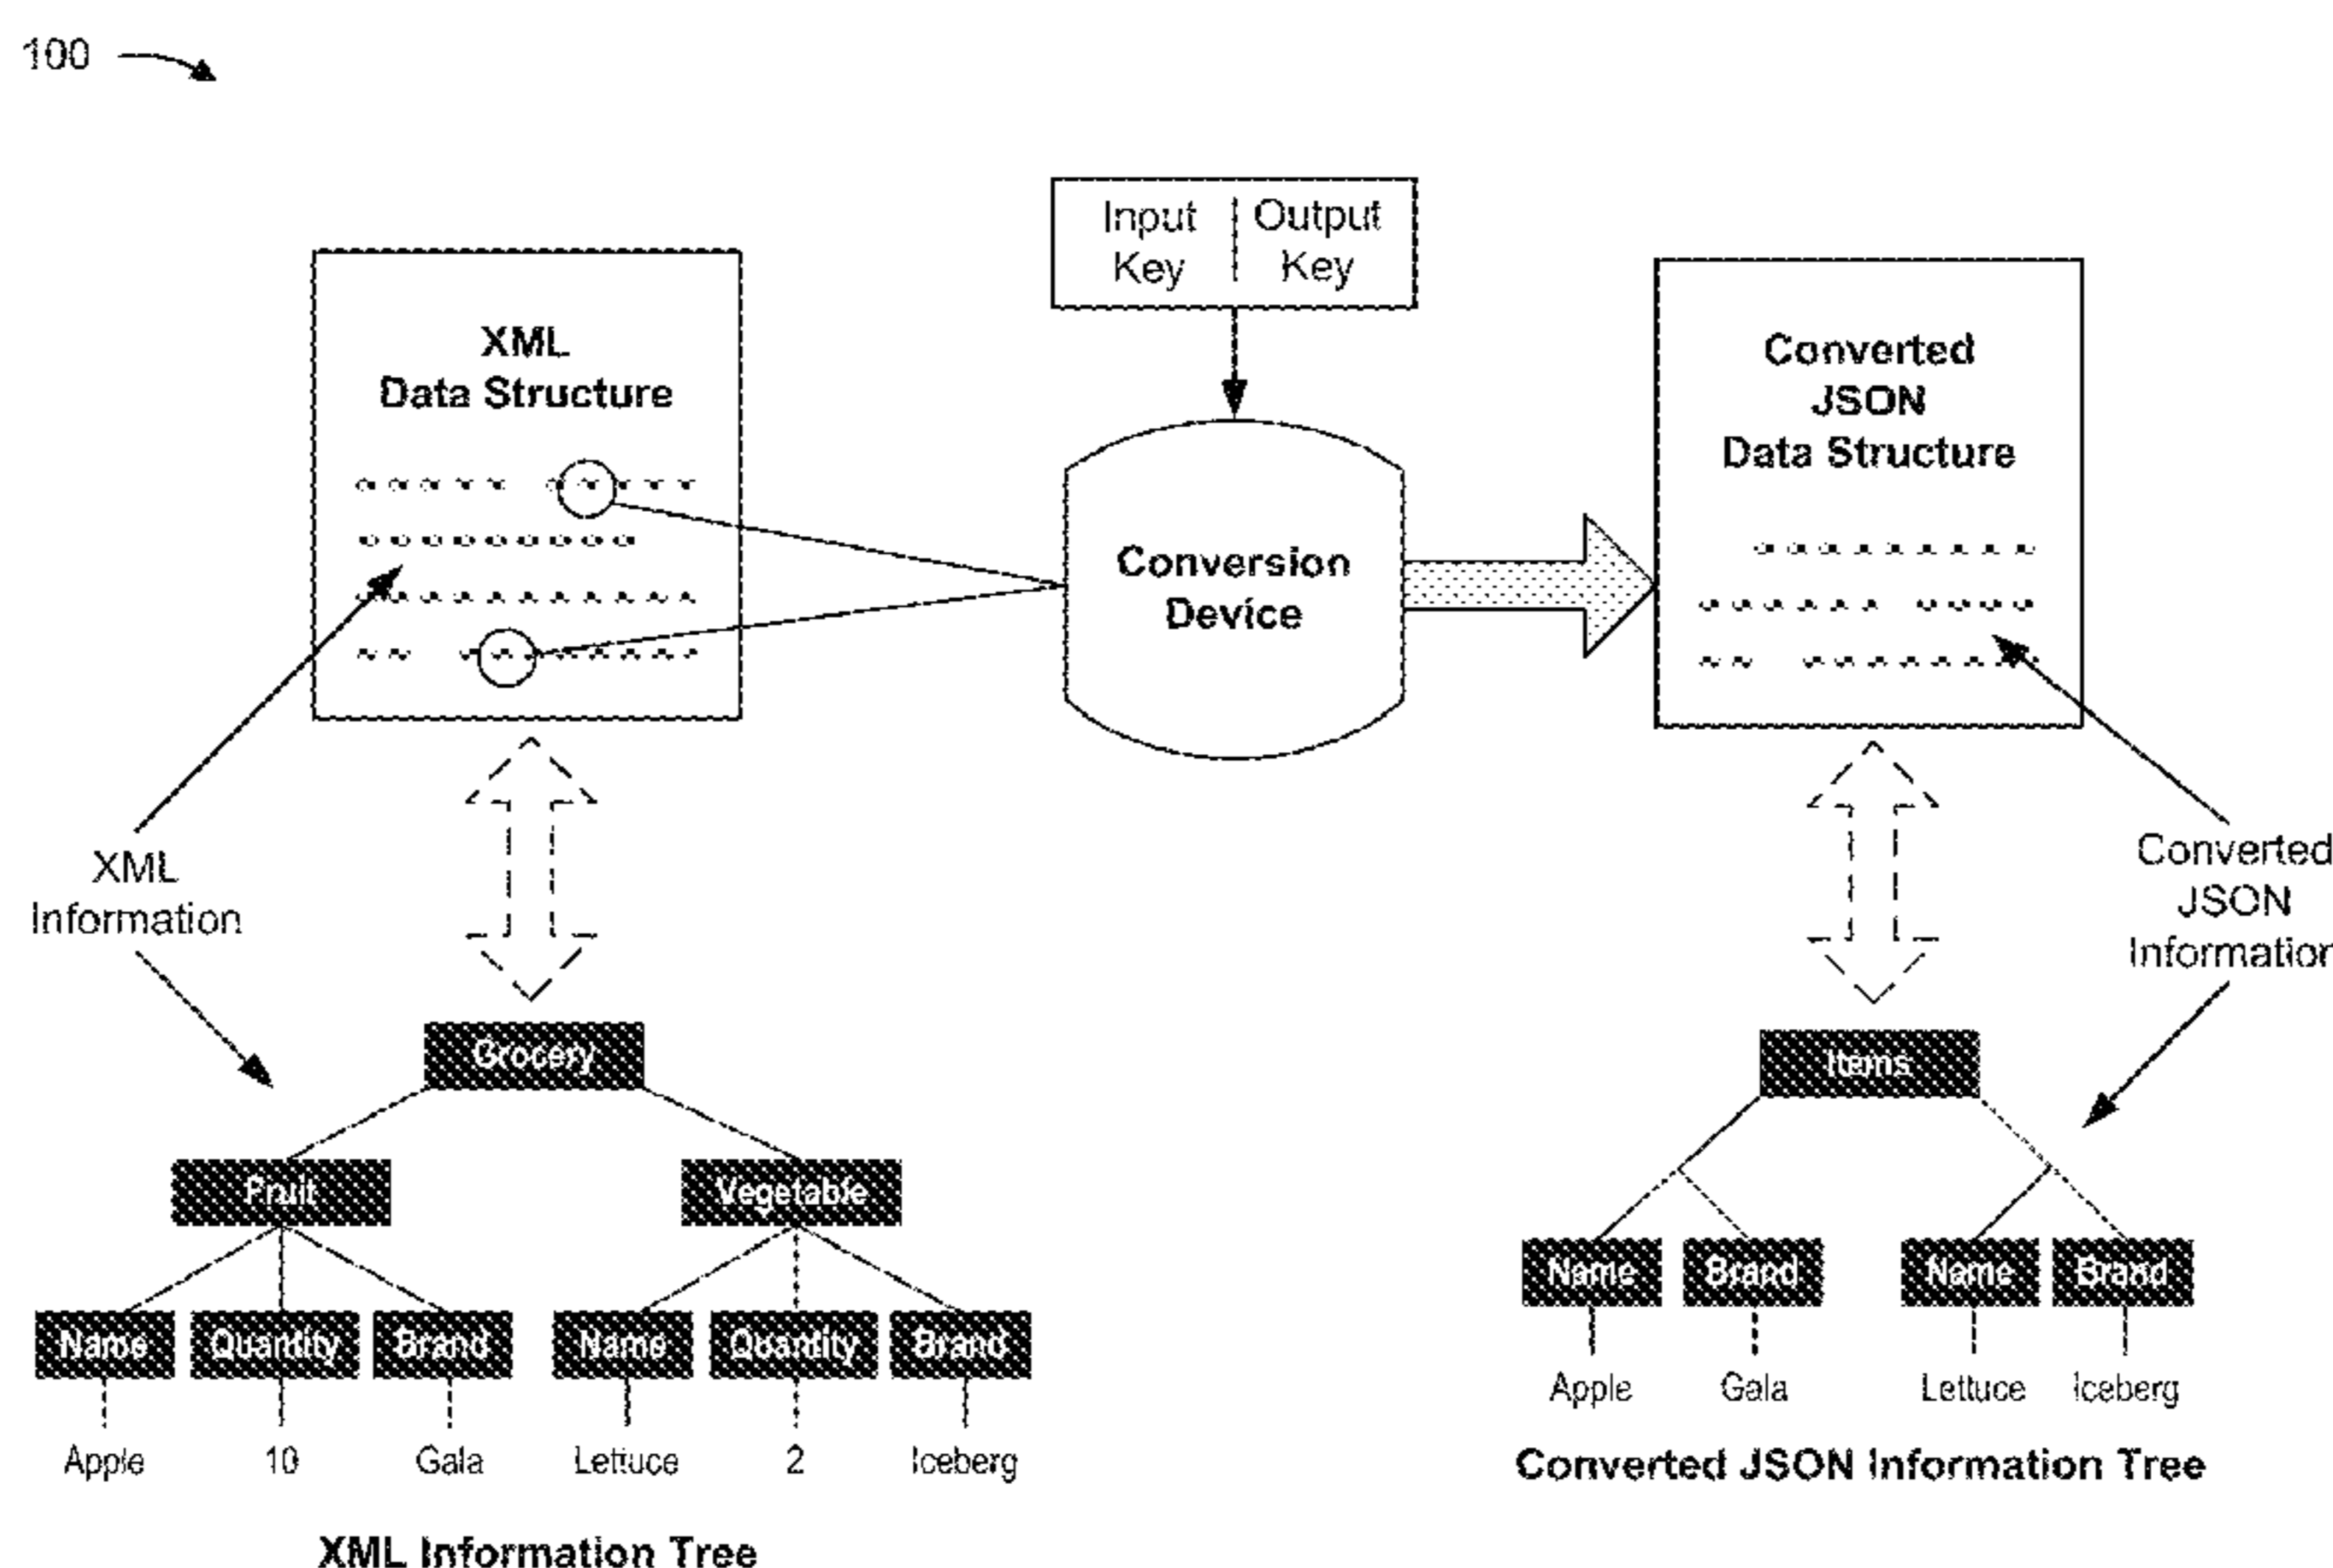 100
Input Key
Output Key
XML
Data Structure
Converted
JSON
Data Structure
Conversion
Device
XML
Information
Converted
JSON
Information
Grocery
Fruit
Vegetable
Name
Quantity
Brand
Name
Quantity
Brand
Apple
10
Gala
Lettuce
2
Iceberg
XML Information Tree
Items
Name
Brand
Name
Brand
Apple
Gala
Lettuce
Iceberg
Converted JSON Information Tree